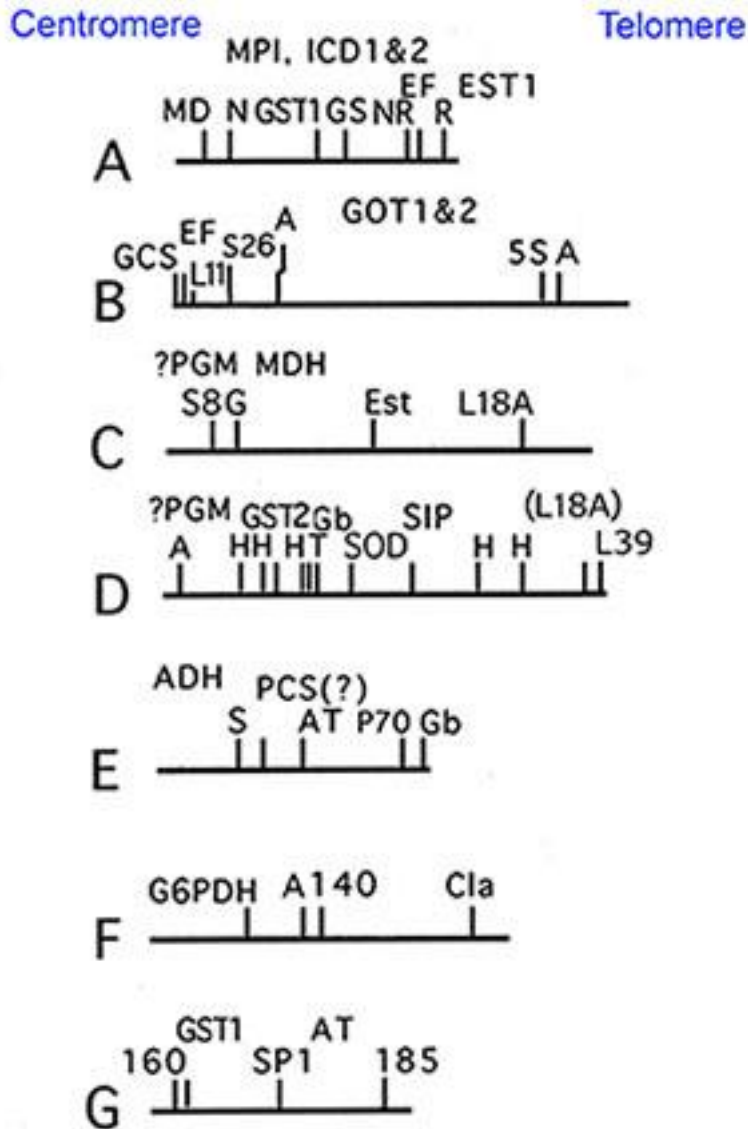 Centromere Telomere
MPI, ICD1&2
EF EST1
MD N GST1 GS NR R
A
A GOT1&2
EF S26
GCS L11 5S A
B
?PGM MDH
S8G Est L18A
C
?PGM GST2Gb SIP (L18A)
A HH HT SOD H H L39
D
ADH PCS(?)
S AT P70 Gb
E
G6PDH A140 Cla
F
GST1 AT
160 SP1 185
G